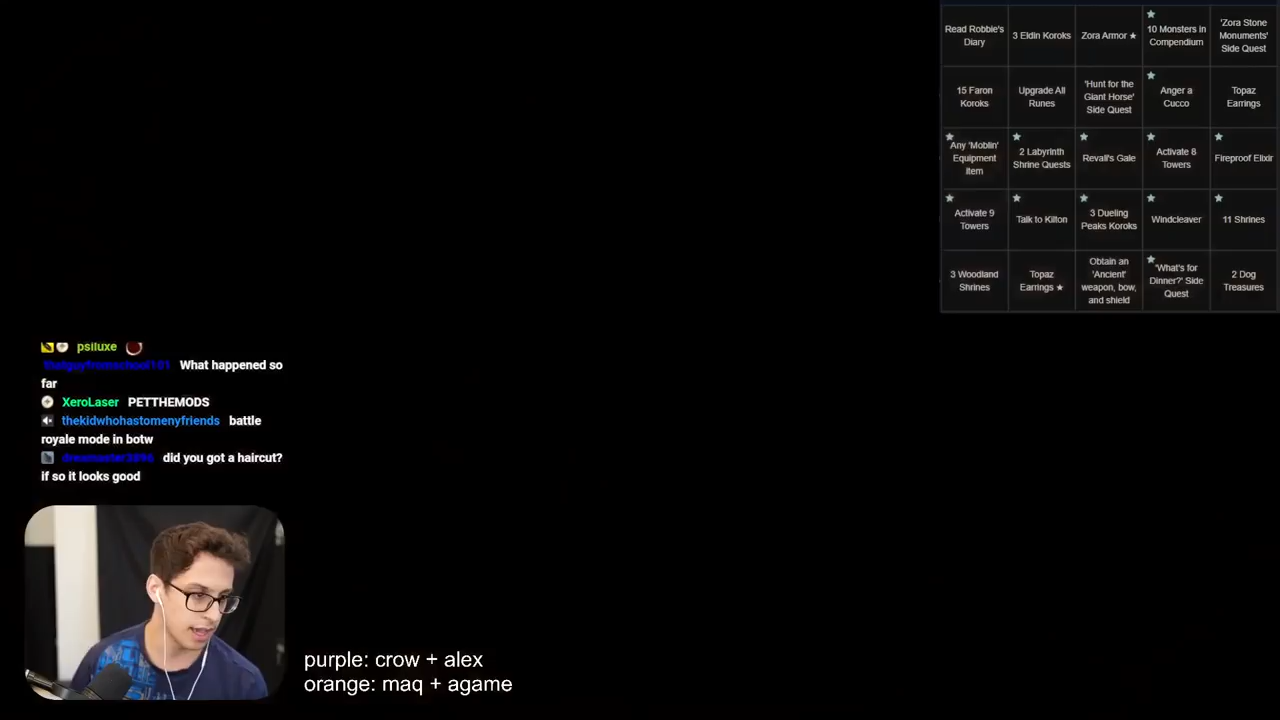 Read Robbie's
Diary
3 Eldin Koroks
Zora Armor ★
★
10 Monsters in
Compendium
'Zora Stone
Monuments'
Side Quest
15 Faron
Koroks
Upgrade All
Runes
'Hunt for the
Giant Horse'
Side Quest
★
Anger a
Cucco
Topaz
Earrings
★
Any 'Moblin'
Equipment
Item
★
2 Labyrinth
Shrine Quests
★
Revali's Gale
★
Activate 8
Towers
★
Fireproof Elixir
★
Activate 9
Towers
★
Talk to Kilton
★
3 Dueling
Peaks Koroks
★
Windcleaver
★
11 Shrines
3 Woodland
Shrines
Topaz
Earrings ★
Obtain an
'Ancient'
weapon, bow,
and shield
★
'What's for
Dinner?' Side
Quest
2 Dog
Treasures
psiluxe
thatguyfromschool101 What happened so
far
XeroLaser PETTHEMODS
thekidwhohastomenyfriends battle
royale mode in botw
did you got a haircut?
if so it looks good
purple: crow + alex
orange: maq + agame